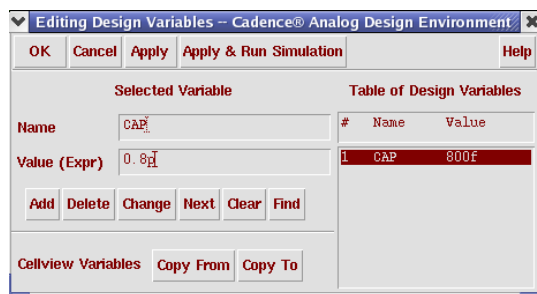 Editing Design Variables -- Cadence® Analog Design Environment
OK Cancel Apply Apply & Run Simulation Help
Selected Variable
Name CAP
Value (Expr) 0.8p
Add Delete Change Next Clear Find
Cellview Variables Copy From Copy To
Table of Design Variables
# Name Value
1 CAP 800f